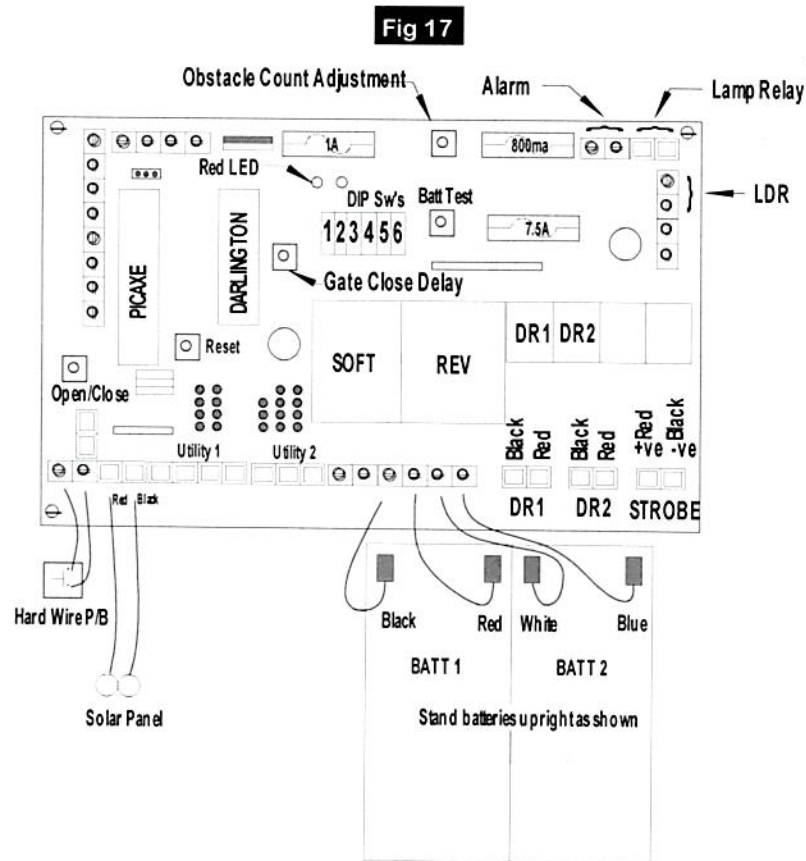 Fig 17
Obstacle Count Adjustment
Alarm
Lamp Relay
1A
800ma
Red LED
DIP Sw's
Batt Test
LDR
1 2 3 4 5 6
7.5A
PICAXE
DARLINGTON
Gate Close Delay
Reset
SOFT
REV
DR1
DR2
Open/Close
Utility 1
Utility 2
Black
Red
Black
Red
Red
+ve
Black
-ve
DR1
DR2
STROBE
Red
Black
Hard Wire P/B
Black
Red
White
Blue
BATT 1
BATT 2
Solar Panel
Stand batteries upright as shown